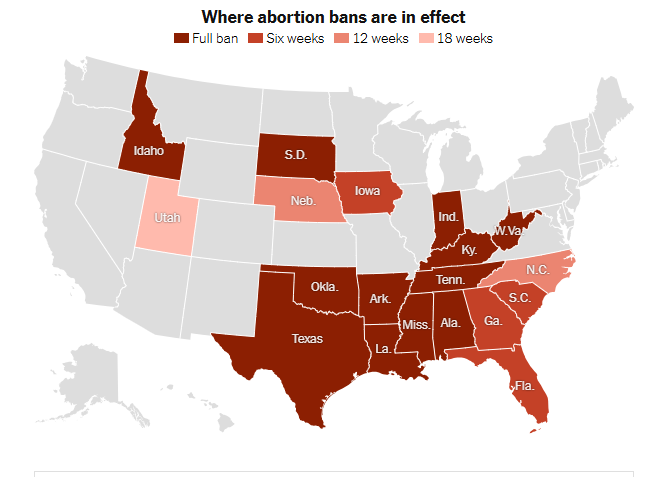 Where abortion bans are in effect
Full ban Six weeks 12 weeks 18 weeks
Idaho
S.D.
Iowa
Neb.
Utah
Ind.
W.Va.
Ky.
N.C.
Tenn.
Okla.
Ark.
S.C.
Miss.
Ala.
Ga.
Texas
La.
Fla.